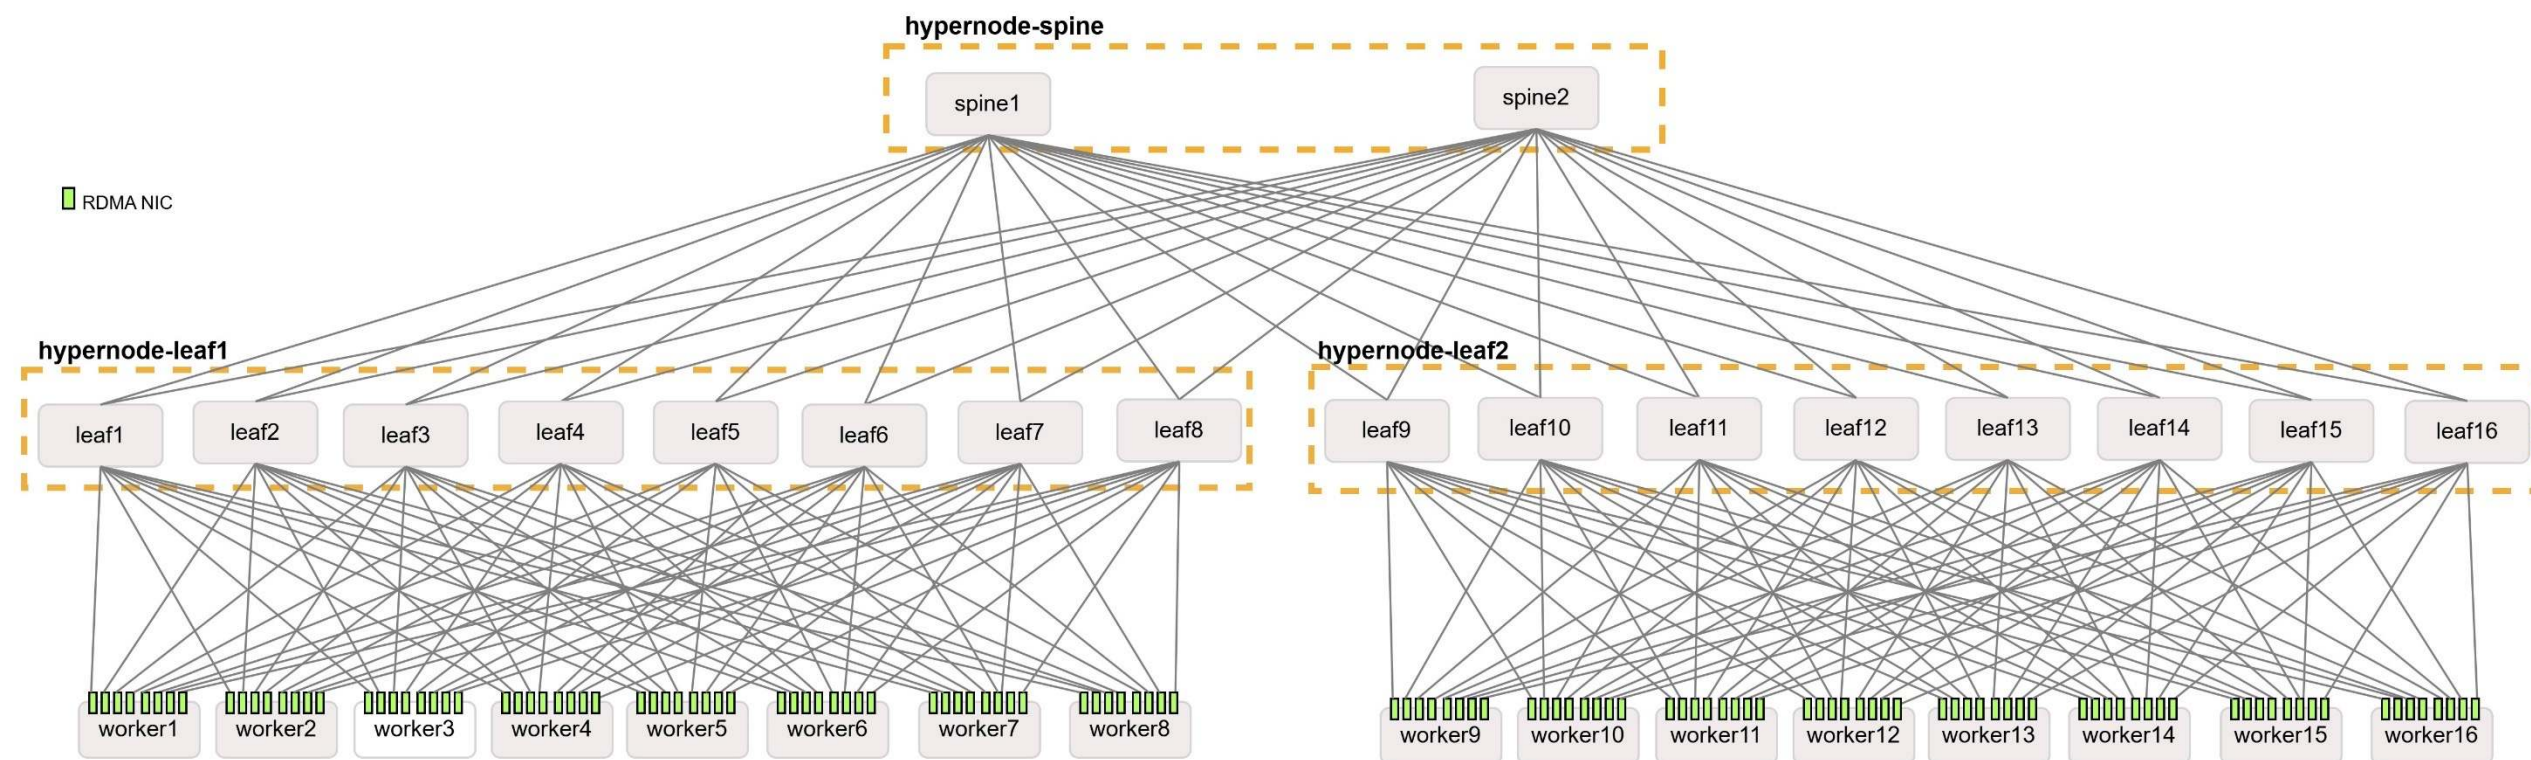 hypernode-spine
spine1
spine2
RDMA NIC
hypernode-leaf1
hypernode-leaf2
leaf1
leaf2
leaf3
leaf4
leaf5
leaf6
leaf7
leaf8
leaf9
leaf10
leaf11
leaf12
leaf13
leaf14
leaf15
leaf16
worker1
worker2
worker3
worker4
worker5
worker6
worker7
worker8
worker9
worker10
worker11
worker12
worker13
worker14
worker15
worker16